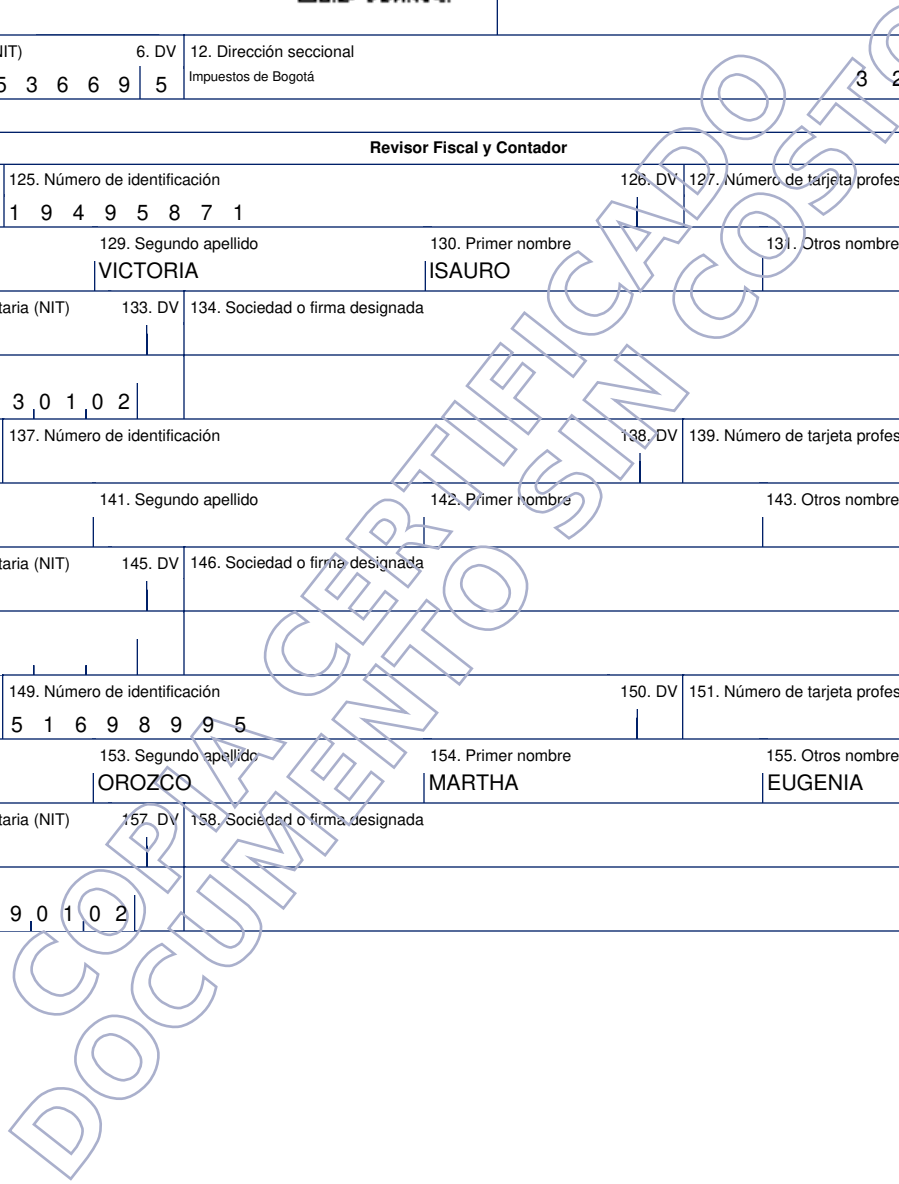 NIT) 6. DV 12. Dirección seccional
5 3 6 6 9 5 Impuestos de Bogotá 3 2
Revisor Fiscal y Contador
125. Número de identificación 126. DV 127. Número de tarjeta profes
1 9 4 9 5 8 7 1
129. Segundo apellido 130. Primer nombre 131. Otros nombre
VICTORIA ISAURO
taria (NIT) 133. DV 134. Sociedad o firma designada
3 0 1 0 2
137. Número de identificación 138. DV 139. Número de tarjeta profes
141. Segundo apellido 142. Primer nombre 143. Otros nombre
taria (NIT) 145. DV 146. Sociedad o firma designada
149. Número de identificación 150. DV 151. Número de tarjeta profes
5 1 6 9 8 9 9 5
153. Segundo apellido 154. Primer nombre 155. Otros nombre
OROZCO MARTHA EUGENIA
taria (NIT) 157. DV 158. Sociedad o firma designada
9 0 1 0 2
COPIA CERTIFICADO
DOCUMENTO SIN COSTO